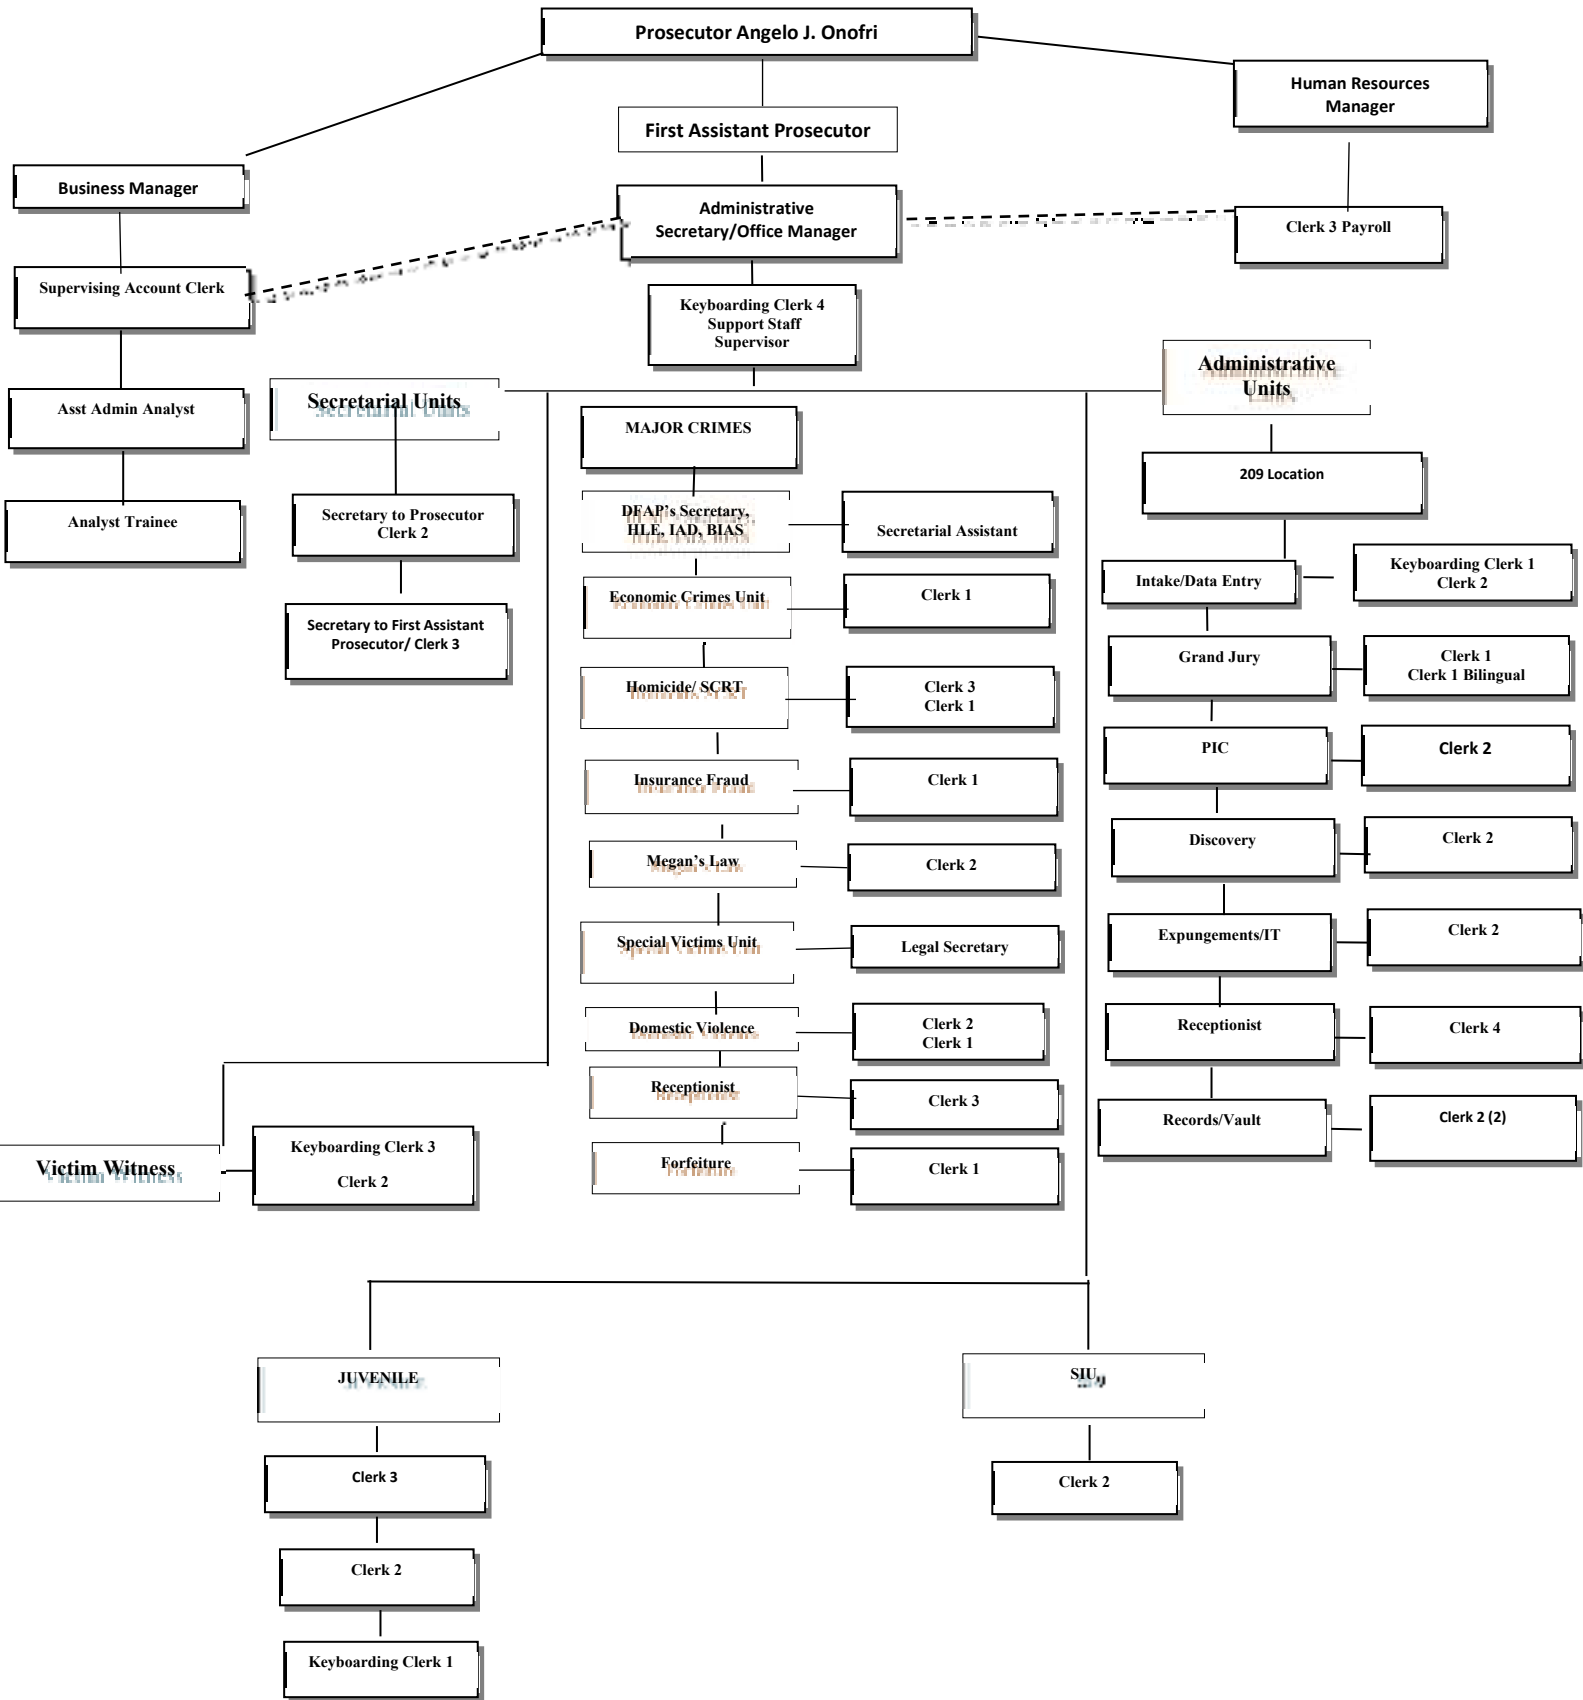 Prosecutor Angelo J. Onofri
Human Resources
Manager
First Assistant Prosecutor
Business Manager
Administrative
Secretary/Office Manager
Clerk 3 Payroll
Supervising Account Clerk
Keyboarding Clerk 4
Support Staff
Supervisor
Asst Admin Analyst
Analyst Trainee
Secretarial Units
Secretary to Prosecutor
Clerk 2
Secretary to First Assistant
Prosecutor/ Clerk 3
MAJOR CRIMES
DFAP's Secretary,
HLE, IAD, BIAS
Secretarial Assistant
Economic Crimes Unit
Clerk 1
Homicide/ SCRT
Clerk 3
Clerk 1
Insurance Fraud
Clerk 1
Megan's Law
Clerk 2
Special Victims Unit
Legal Secretary
Domestic Violence
Clerk 2
Clerk 1
Receptionist
Clerk 3
Forfeiture
Clerk 1
Administrative
Units
209 Location
Intake/Data Entry
Keyboarding Clerk 1
Clerk 2
Grand Jury
Clerk 1
Clerk 1 Bilingual
PIC
Clerk 2
Discovery
Clerk 2
Expungements/IT
Clerk 2
Receptionist
Clerk 4
Records/Vault
Clerk 2 (2)
Victim Witness
Keyboarding Clerk 3
Clerk 2
JUVENILE
Clerk 3
Clerk 2
Keyboarding Clerk 1
SIU
Clerk 2